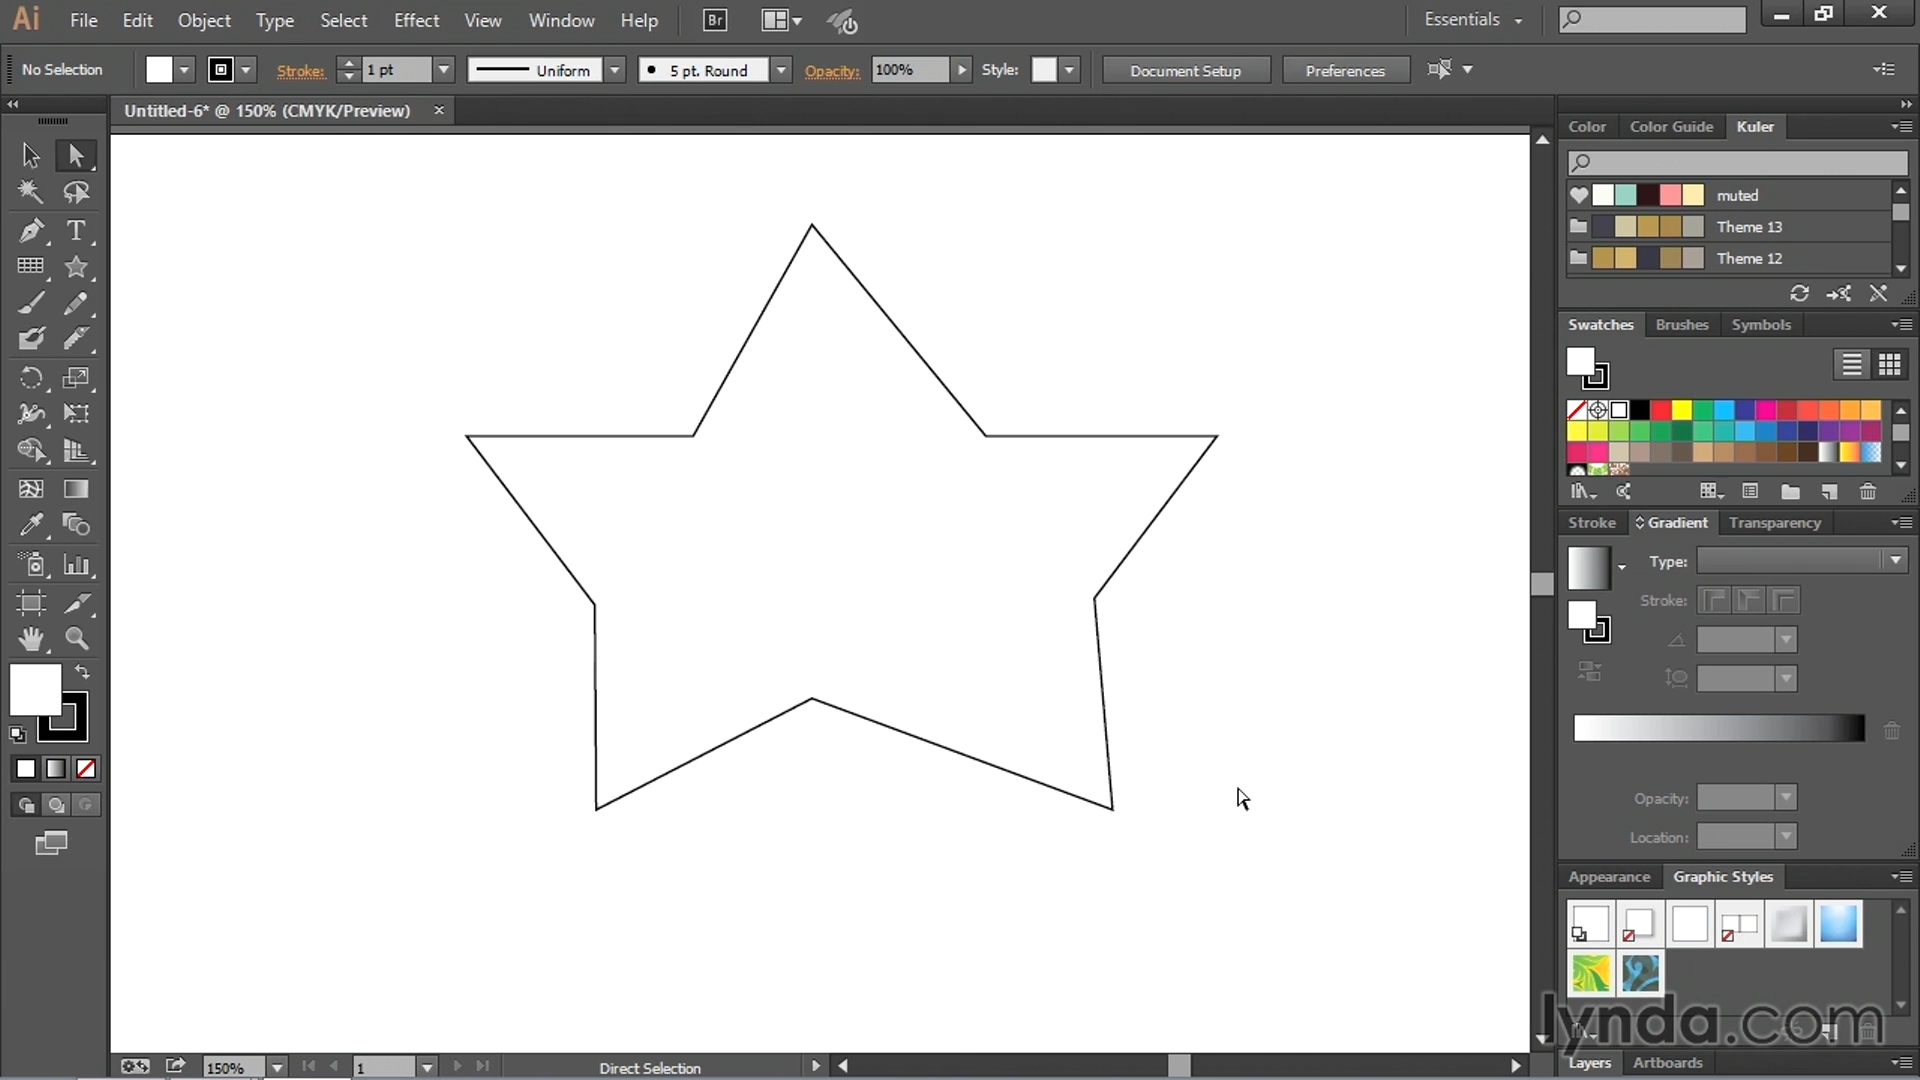 Ai File Edit Object Type Select Effect View Window Help Br Essentials
No Selection Stroke: 1 pt Uniform 5 pt. Round Opacity: 100% Style: Document Setup Preferences
Untitled-6* @ 150% (CMYK/Preview)
Color Color Guide Kuler
muted
Theme 13
Theme 12
Swatches Brushes Symbols
Stroke Gradient Transparency
Type:
Stroke:
Opacity:
Location:
Appearance Graphic Styles
lynda.com
Layers Artboards
150% 1 Direct Selection